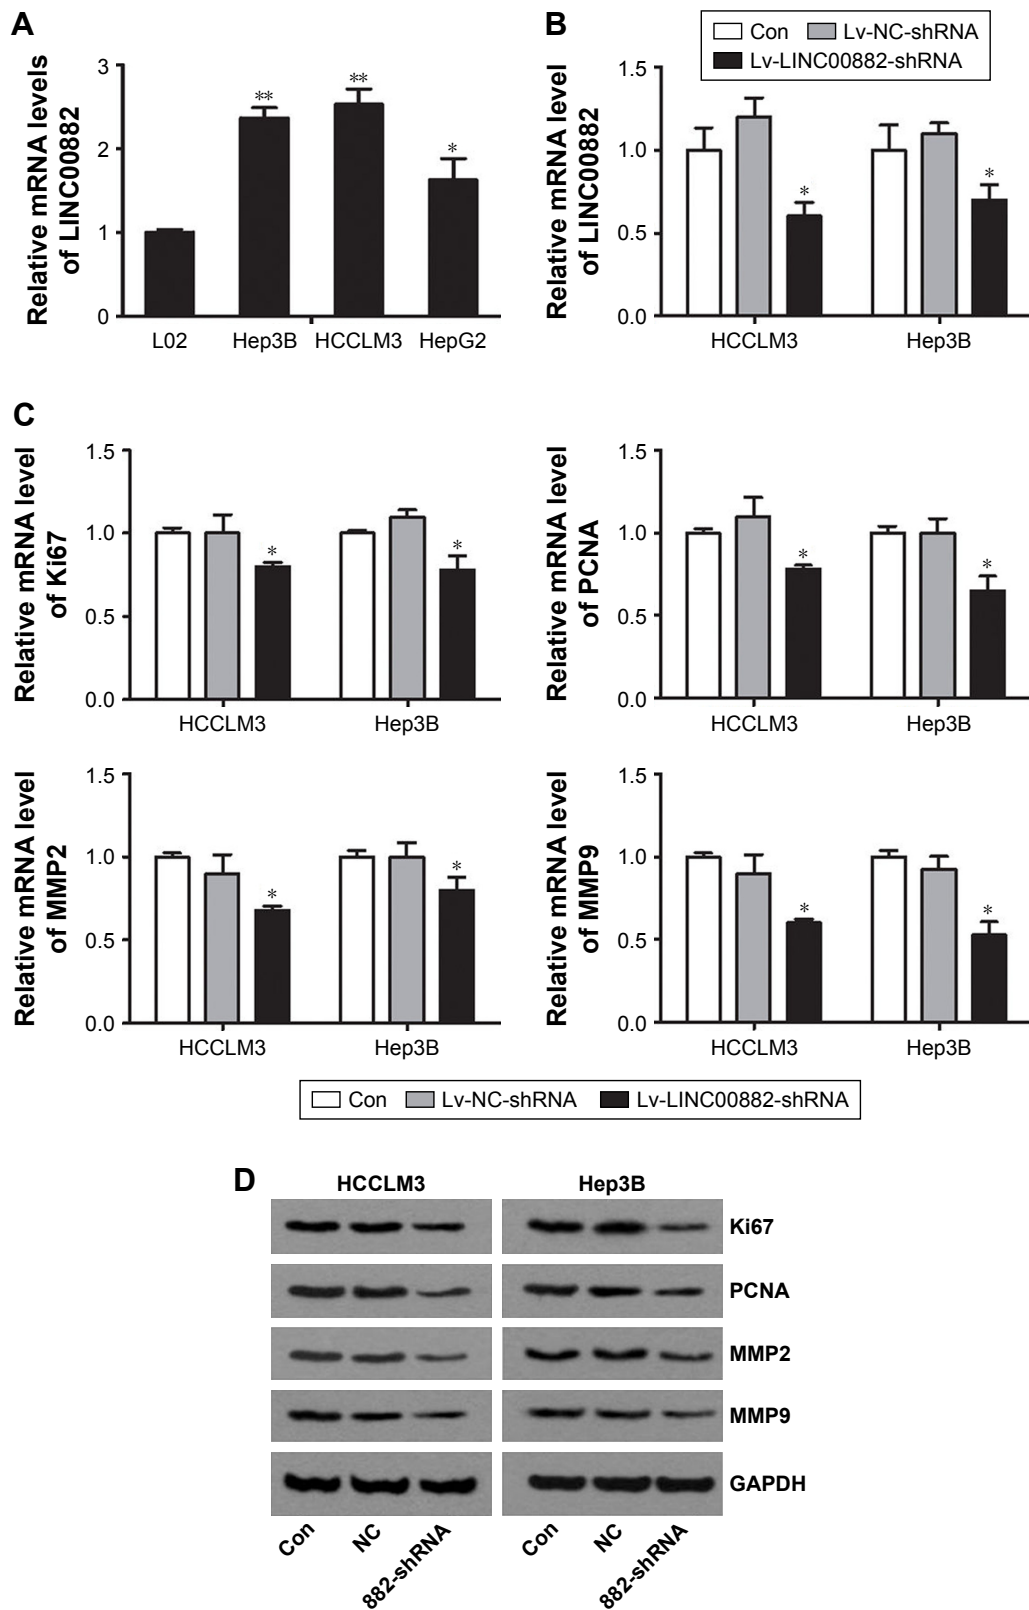 A
Relative mRNA levels
of LINC00882
3
2
1
0
**
**
*
L02
Hep3B
HCCLM3
HepG2
B
Con
Lv-NC-shRNA
Lv-LINC00882-shRNA
Relative mRNA level
of LINC00882
1.5
1.0
0.5
0.0
*
*
HCCLM3
Hep3B
C
Relative mRNA level
of Ki67
1.5
1.0
0.5
0.0
*
*
HCCLM3
Hep3B
Relative mRNA level
of PCNA
1.5
1.0
0.5
0.0
*
*
HCCLM3
Hep3B
Relative mRNA level
of MMP2
1.5
1.0
0.5
0.0
*
*
HCCLM3
Hep3B
Relative mRNA level
of MMP9
1.5
1.0
0.5
0.0
*
*
HCCLM3
Hep3B
Con
Lv-NC-shRNA
Lv-LINC00882-shRNA
D
HCCLM3
Hep3B
Ki67
PCNA
MMP2
MMP9
GAPDH
Con
NC
882-shRNA
Con
NC
882-shRNA